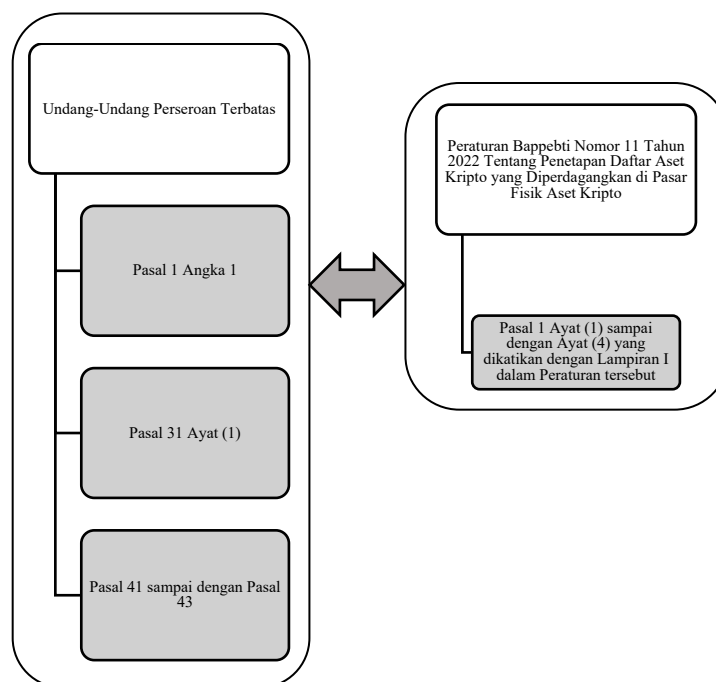 Undang-Undang Perseroan Terbatas
Pasal 1 Angka 1
Pasal 31 Ayat (1)
Pasal 41 sampai dengan Pasal
43
Peraturan Bappebti Nomor 11 Tahun
2022 Tentang Penetapan Daftar Aset
Kripto yang Diperdagangkan di Pasar
Fisik Aset Kripto
Pasal 1 Ayat (1) sampai
dengan Ayat (4) yang
dikatikan dengan Lampiran I
dalam Peraturan tersebut